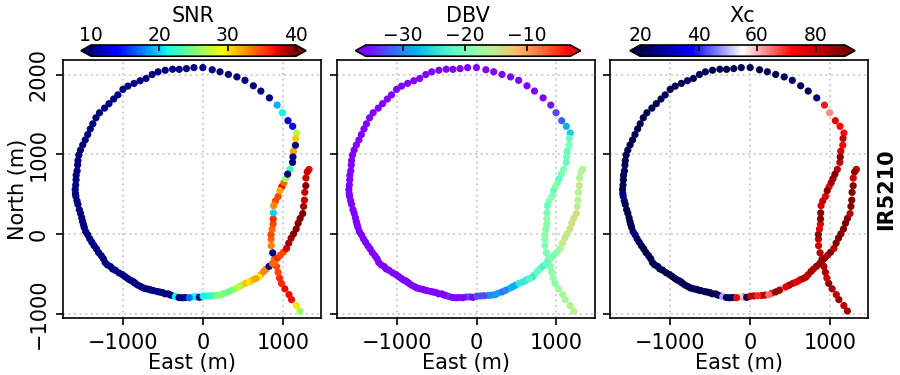 SNR DBV Xc
10 20 30 40 −30 −20 −10 20 40 60 80
2000
1000
0
−1000
North (m)
IR5210
−1000 0 1000 −1000 0 1000 −1000 0 1000
East (m) East (m) East (m)